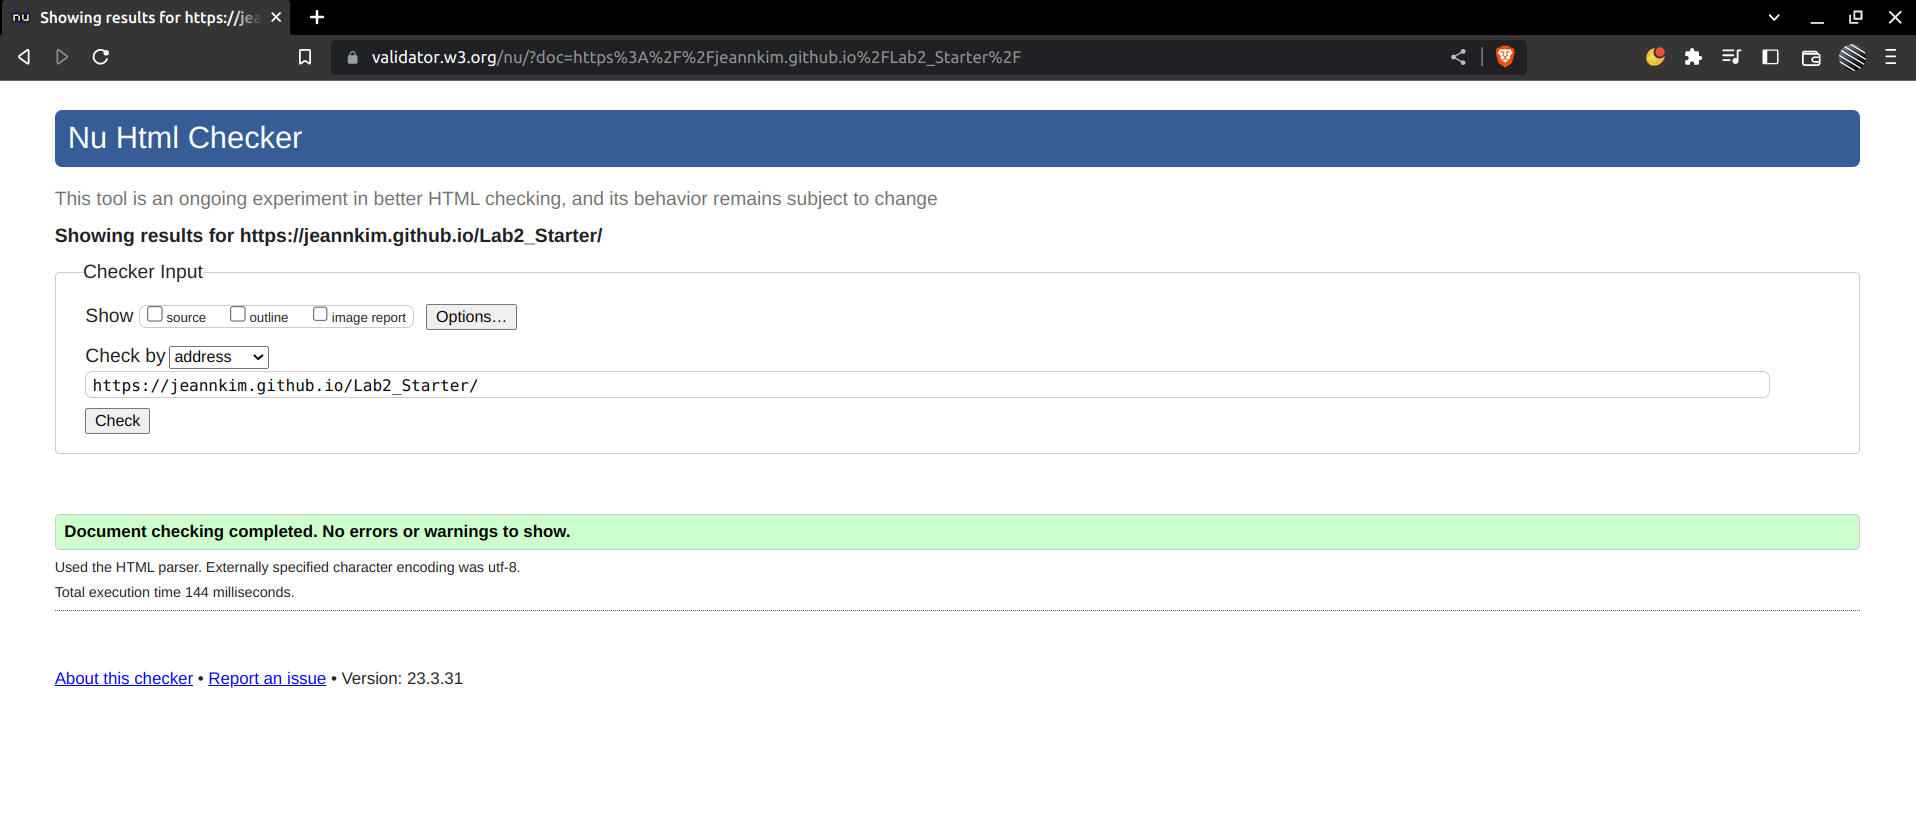 nu Showing results for https://jea
validator.w3.org/nu/?doc=https%3A%2F%2Fjeannkim.github.io%2FLab2_Starter%2F
Nu Html Checker
This tool is an ongoing experiment in better HTML checking, and its behavior remains subject to change
Showing results for https://jeannkim.github.io/Lab2_Starter/
Checker Input
Show source outline image report Options…
Check by address
https://jeannkim.github.io/Lab2_Starter/
Check
Document checking completed. No errors or warnings to show.
Used the HTML parser. Externally specified character encoding was utf-8.
Total execution time 144 milliseconds.
About this checker • Report an issue • Version: 23.3.31